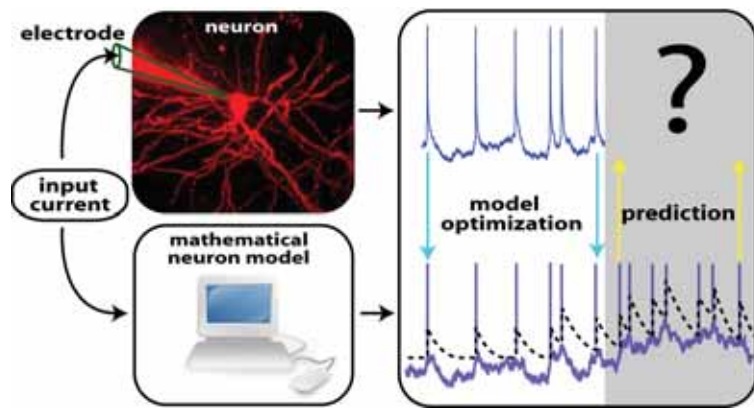 electrode
neuron
input
current
mathematical
neuron model
model
optimization
?
prediction